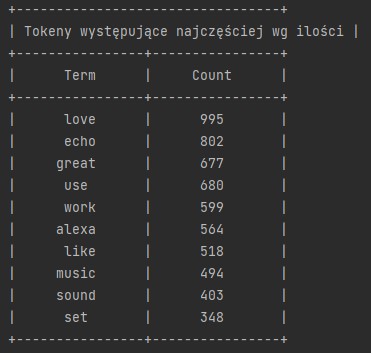 Tokeny występujące najczęściej wg ilości
Term Count
love 995
echo 802
great 677
use 680
work 599
alexa 564
like 518
music 494
sound 403
set 348